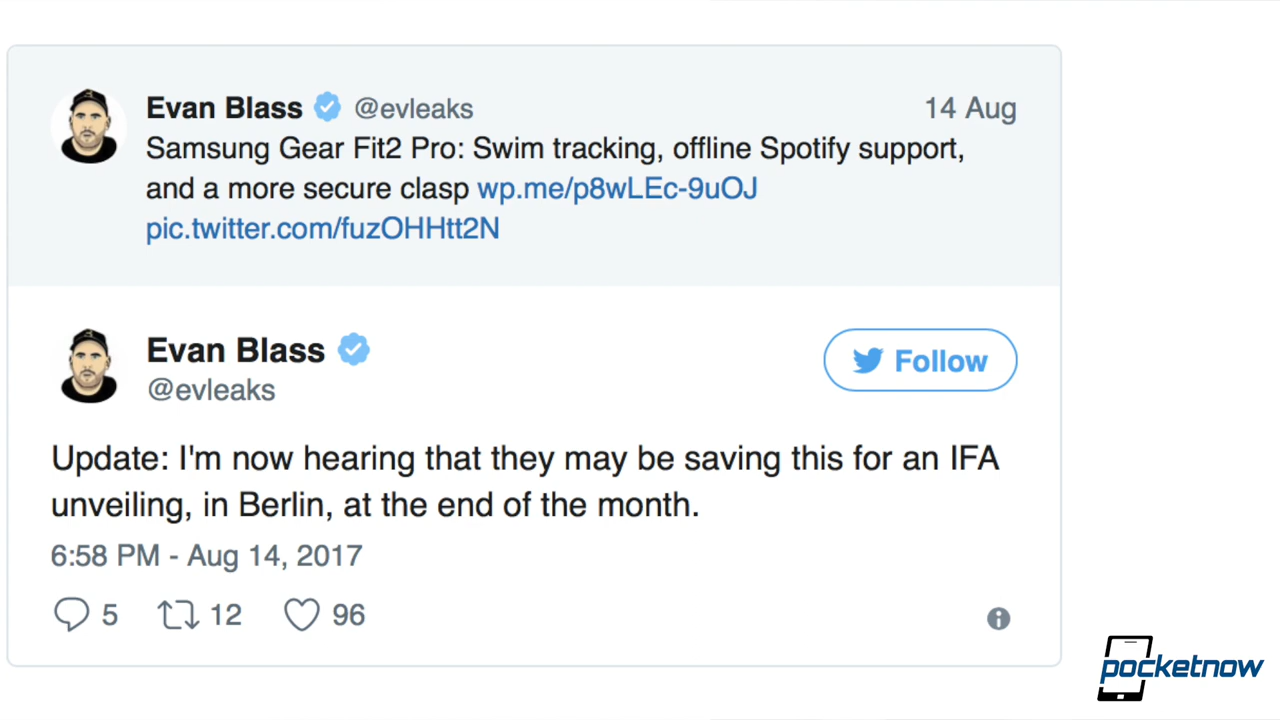 Evan Blass @evleaks 14 Aug
Samsung Gear Fit2 Pro: Swim tracking, offline Spotify support,
and a more secure clasp wp.me/p8wLEc-9uOJ
pic.twitter.com/fuzOHHtt2N
Evan Blass
@evleaks
Follow
Update: I'm now hearing that they may be saving this for an IFA
unveiling, in Berlin, at the end of the month.
6:58 PM - Aug 14, 2017
5 12 96
pocketnow